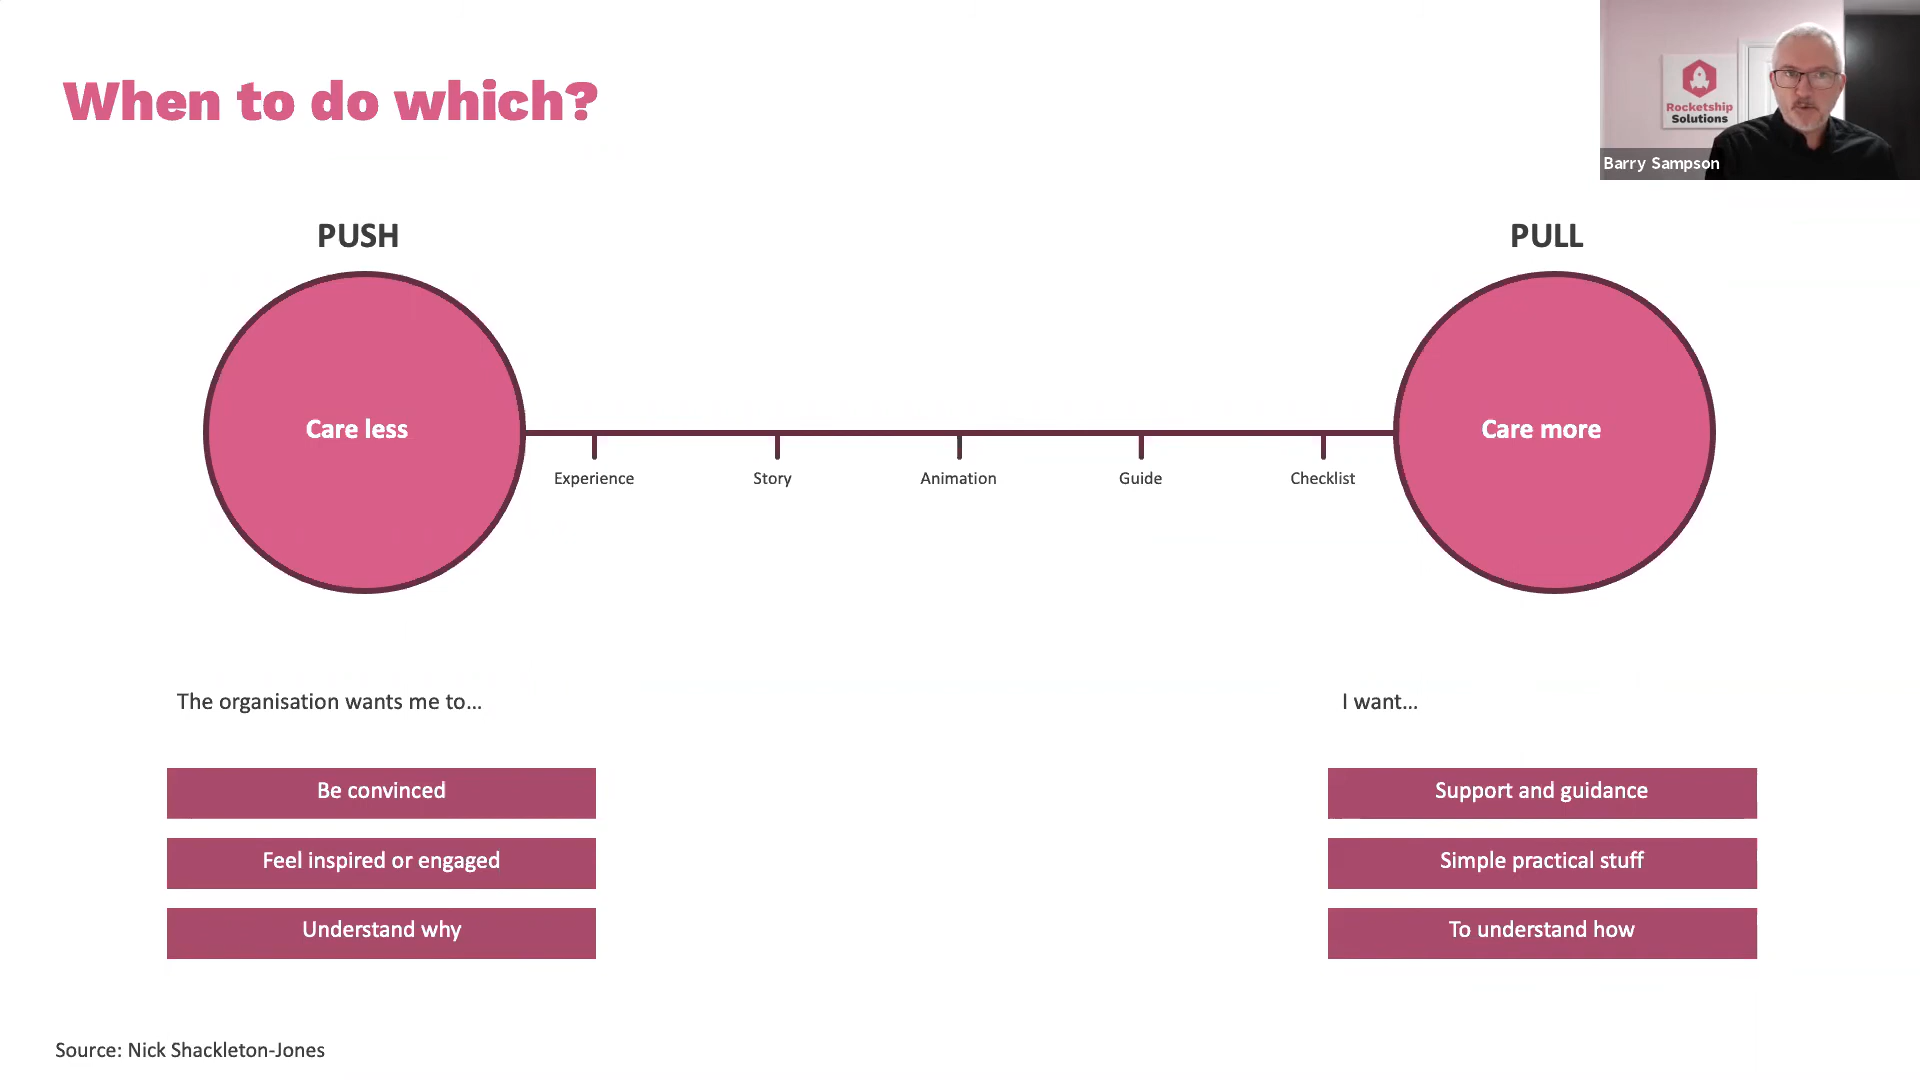 When to do which?
Rocketship
Solutions
Barry Sampson
PUSH
PULL
Care less
Care more
Experience
Story
Animation
Guide
Checklist
The organisation wants me to...
I want...
Be convinced
Support and guidance
Feel inspired or engaged
Simple practical stuff
Understand why
To understand how
Source: Nick Shackleton-Jones